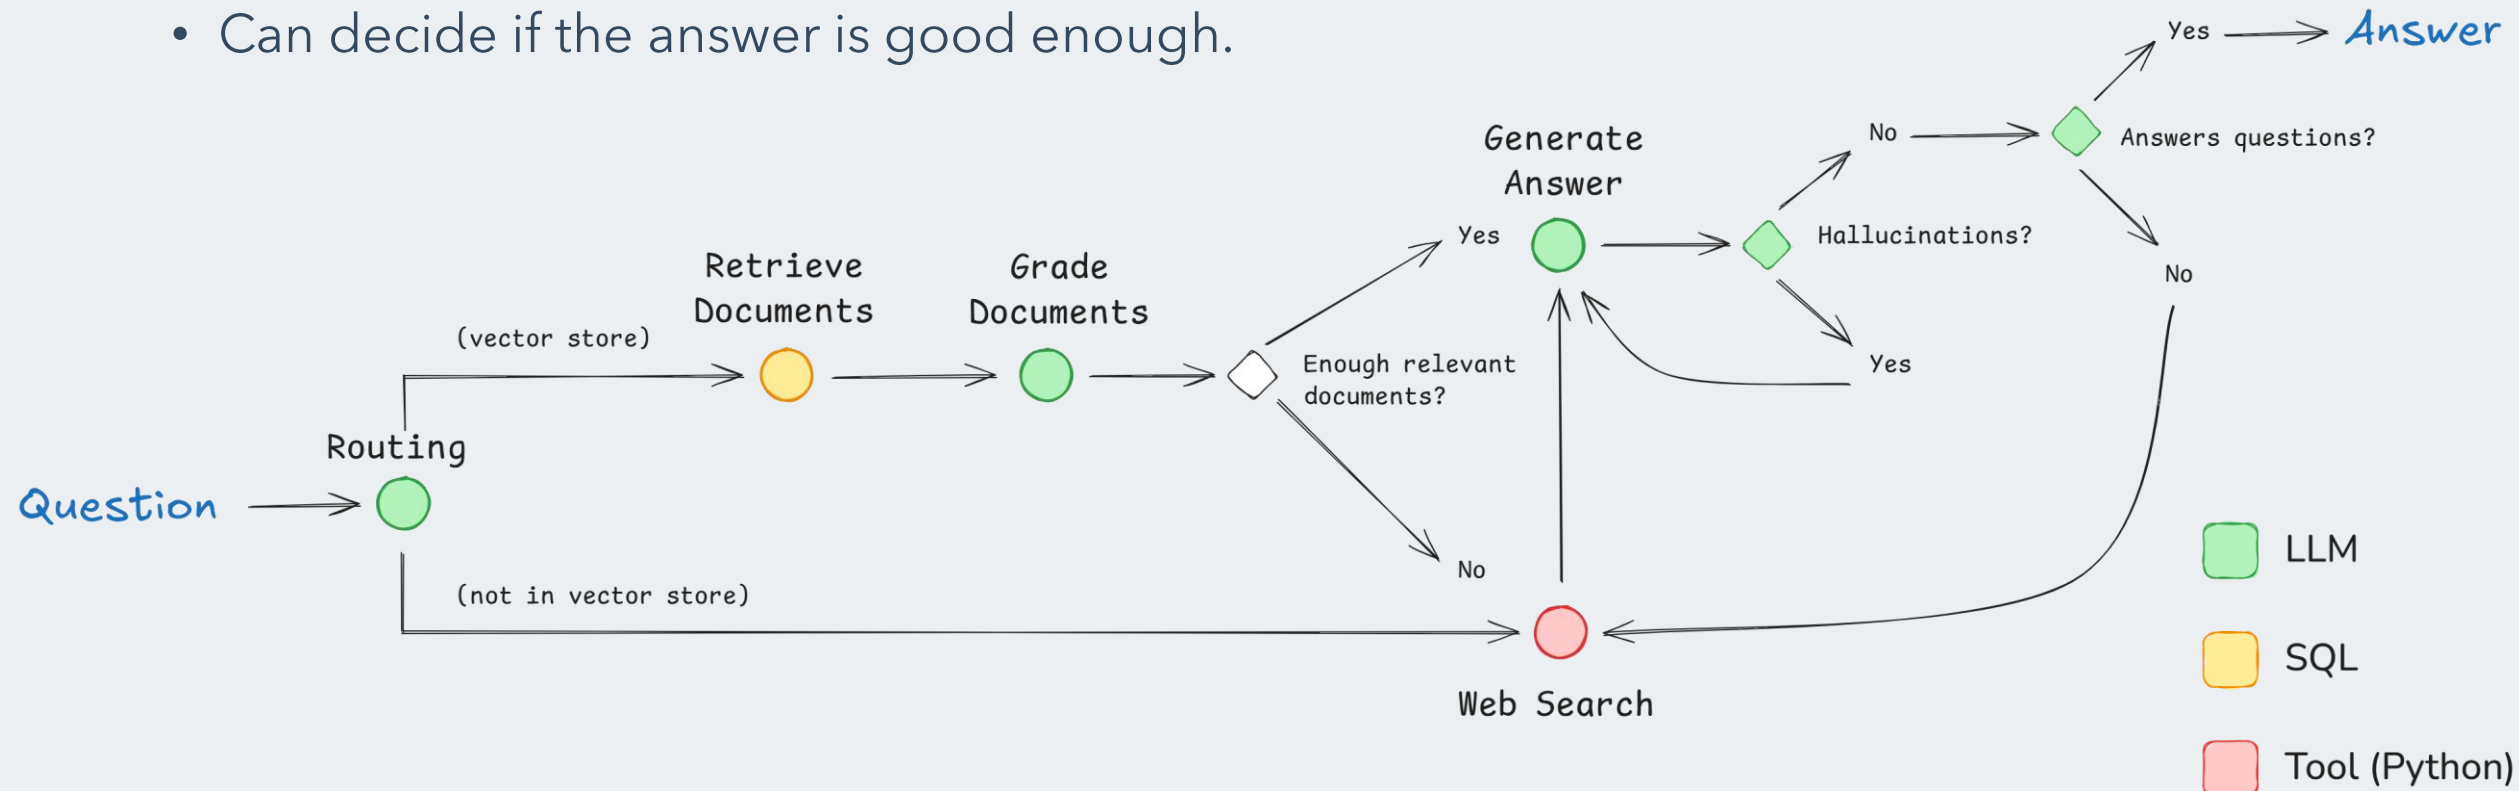 • Can decide if the answer is good enough.
Yes
Answer
No
Answers questions?
Generate
Answer
Yes
Hallucinations?
No
Yes
Retrieve
Documents
Grade
Documents
(vector store)
Enough relevant
documents?
Routing
Question
No
(not in vector store)
Web Search
LLM
SQL
Tool (Python)